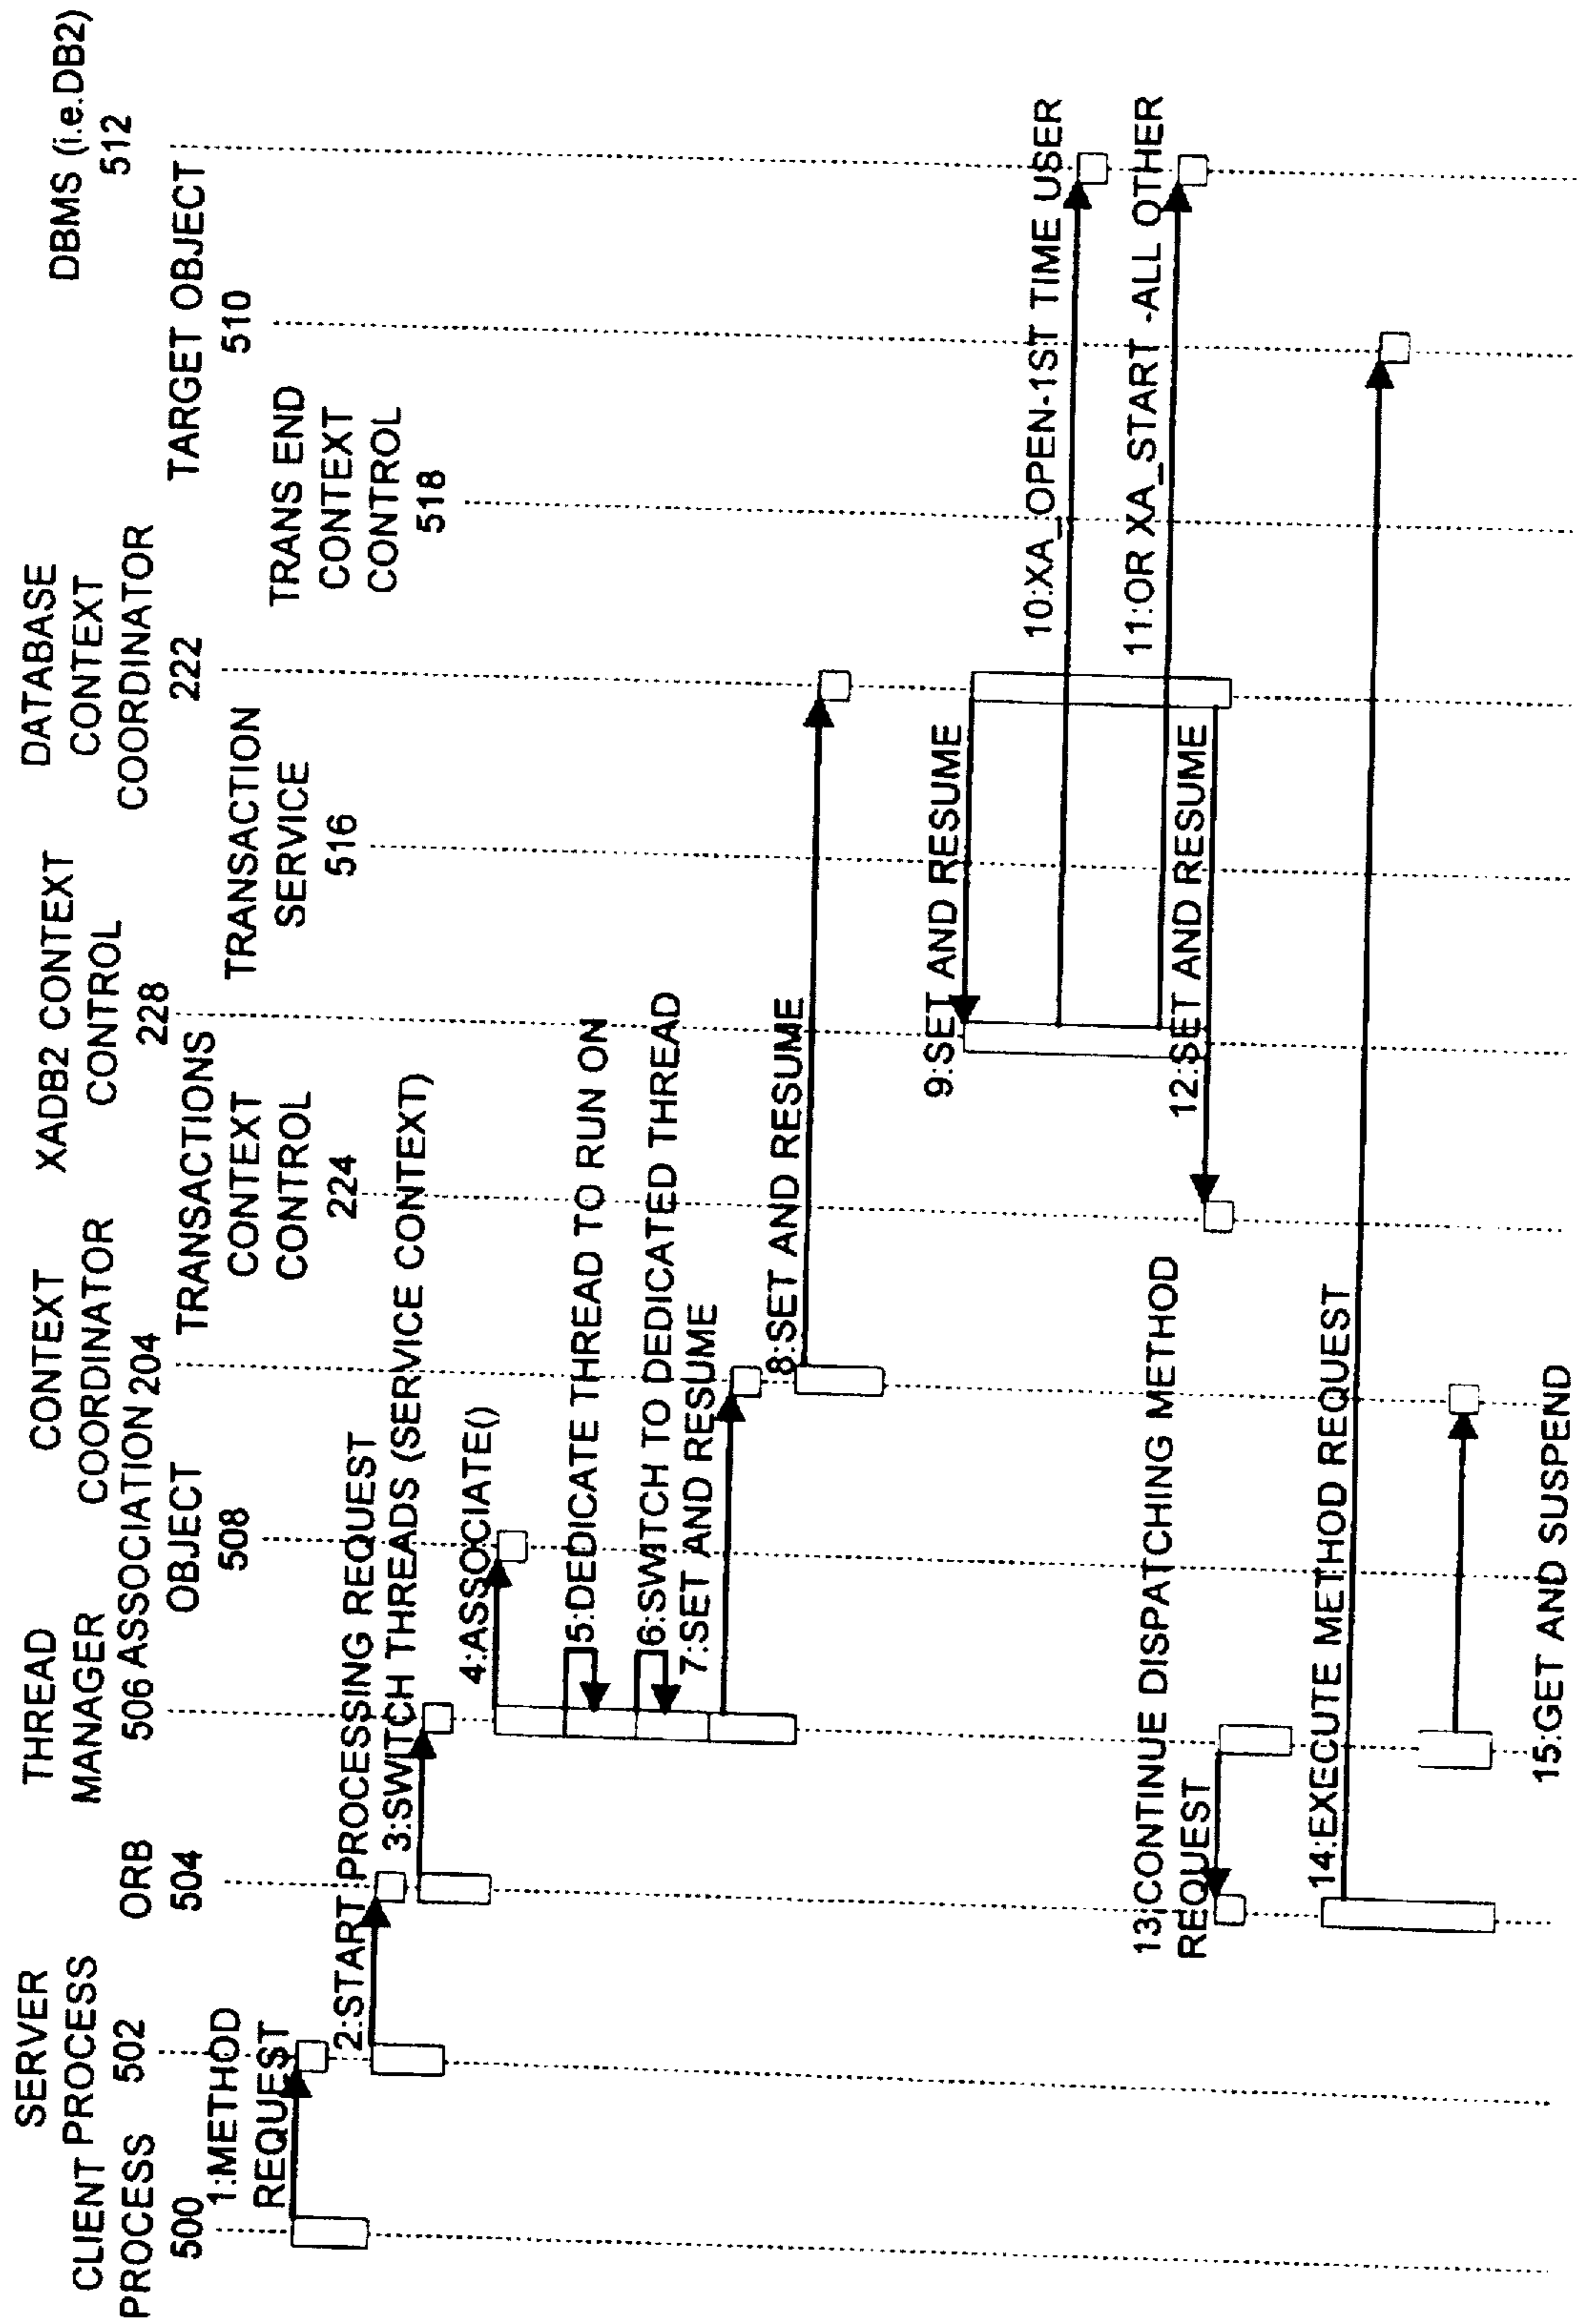 CLIENT
PROCESS
500
SERVER
PROCESS
502
ORB
504
THREAD
MANAGER
506
ASSOCIATION
OBJECT
508
CONTEXT
COORDINATOR
204
TRANSACTIONS
CONTEXT
CONTROL
224
XADB2 CONTEXT
CONTROL
228
TRANSACTION
SERVICE
516
DATABASE
CONTEXT
COORDINATOR
222
TRANS END
CONTEXT
CONTROL
518
TARGET OBJECT
510
DBMS (i.e.DB2)
512
1:METHOD
REQUEST
2:START PROCESSING REQUEST
3:SWITCH THREADS (SERVICE CONTEXT)
4:ASSOCIATE()
5:DEDICATE THREAD TO RUN ON
6:SWITCH TO DEDICATED THREAD
7:SET AND RESUME
8:SET AND RESUME
9:SET AND RESUME
10:XA_OPEN-1ST TIME USER
11:OR XA_START -ALL OTHER
12:SET AND RESUME
13:CONTINUE DISPATCHING METHOD
REQUEST
14:EXECUTE METHOD REQUEST
15:GET AND SUSPEND